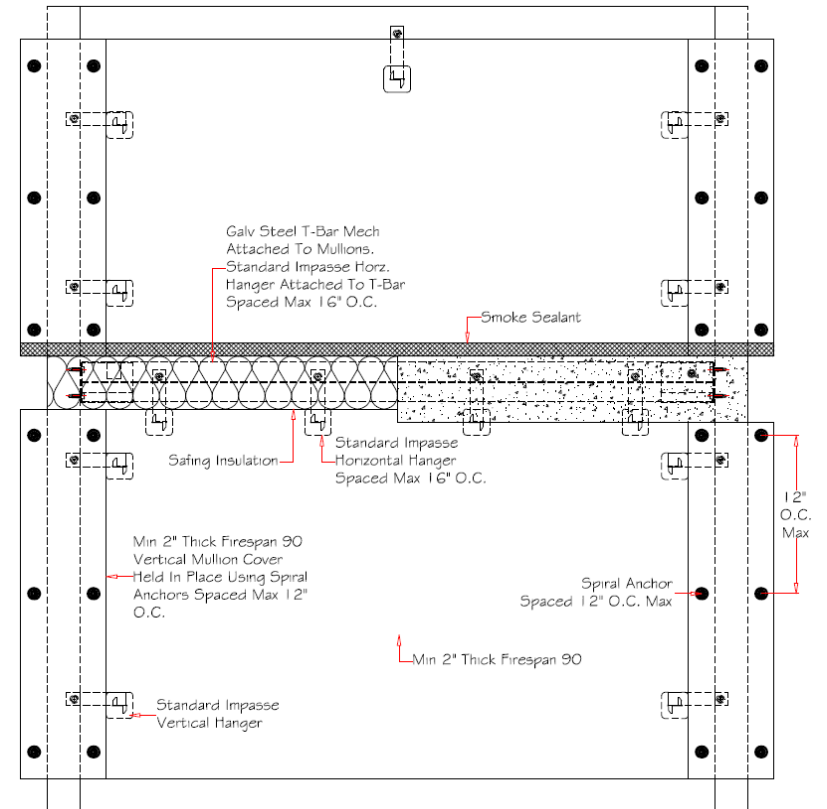 Galv Steel T-Bar Mech
Attached To Mullions.
Standard Impasse Horz.
Hanger Attached To T-Bar
Spaced Max 16" O.C.
Smoke Sealant
Safing Insulation
Standard Impasse
Horizontal Hanger
Spaced Max 16" O.C.
12"
O.C.
Max
Min 2" Thick Firespan 90
Vertical Mullion Cover
Held In Place Using Spiral
Anchors Spaced Max 12"
O.C.
Spiral Anchor
Spaced 12" O.C. Max
Min 2" Thick Firespan 90
Standard Impasse
Vertical Hanger